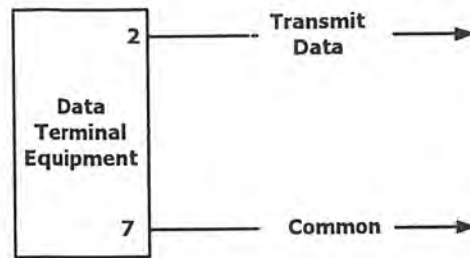 2
Transmit
Data
Data
Terminal
Equipment
7
Common